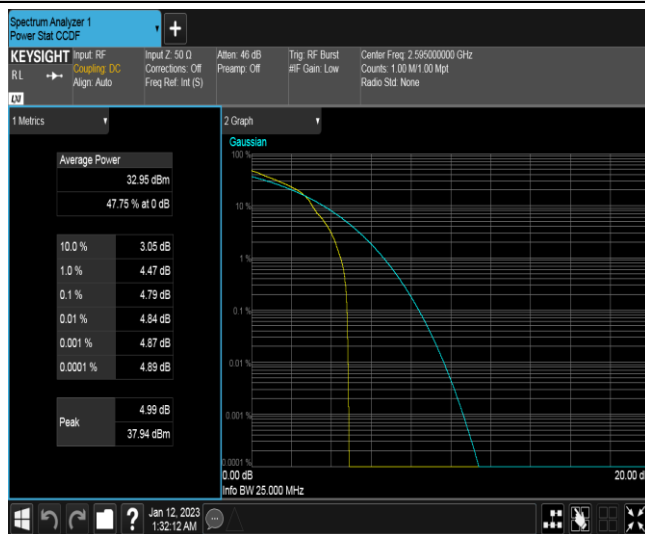 Spectrum Analyzer 1
Power Stat CCDF
KEYSIGHT
RL
LXI
Input: RF
Coupling: DC
Align: Auto
Input Z: 50 Ω
Corrections: Off
Freq Ref: Int (S)
Atten: 46 dB
Preamp: Off
Trig: RF Burst
#IF Gain: Low
Center Freq: 2.595000000 GHz
Counts: 1.00 M/1.00 Mpt
Radio Std: None
1 Metrics
Average Power
32.95 dBm
47.75 % at 0 dB
10.0 % 3.05 dB
1.0 % 4.47 dB
0.1 % 4.79 dB
0.01 % 4.84 dB
0.001 % 4.87 dB
0.0001 % 4.89 dB
Peak
4.99 dB
37.94 dBm
2 Graph
Gaussian
100 %
10 %
1 %
0.1 %
0.01 %
0.001 %
0.0001 %
0.00 dB
20.00 d
Info BW 25.000 MHz
?
Jan 12, 2023
1:32:12 AM